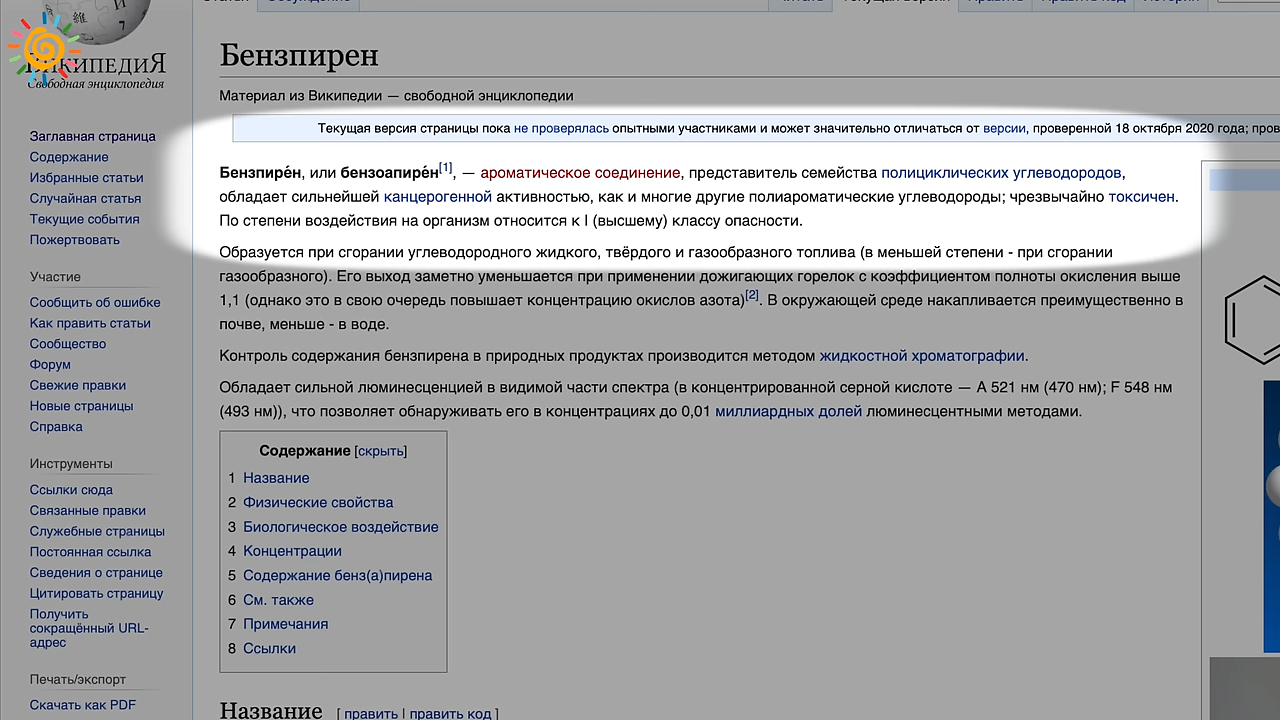 Статья Обсуждение Читать Текущая версия Править Править код История
ВИКИПЕДИЯ
Свободная энциклопедия
Заглавная страница
Содержание
Избранные статьи
Случайная статья
Текущие события
Пожертвовать
Участие
Сообщить об ошибке
Как править статьи
Сообщество
Форум
Свежие правки
Новые страницы
Справка
Инструменты
Ссылки сюда
Связанные правки
Служебные страницы
Постоянная ссылка
Сведения о странице
Цитировать страницу
Получить
сокращённый URL-
адрес
Печать/экспорт
Скачать как PDF
Бензпирен
Материал из Википедии — свободной энциклопедии
Текущая версия страницы пока не проверялась опытными участниками и может значительно отличаться от версии, проверенной 18 октября 2020 года; пров
Бензпире́н, или бензоапире́н[1], — ароматическое соединение, представитель семейства полициклических углеводородов,
обладает сильнейшей канцерогенной активностью, как и многие другие полиароматические углеводороды; чрезвычайно токсичен.
По степени воздействия на организм относится к I (высшему) классу опасности.
Образуется при сгорании углеводородного жидкого, твёрдого и газообразного топлива (в меньшей степени - при сгорании
газообразного). Его выход заметно уменьшается при применении дожигающих горелок с коэффициентом полноты окисления выше
1,1 (однако это в свою очередь повышает концентрацию окислов азота)[2]. В окружающей среде накапливается преимущественно в
почве, меньше - в воде.
Контроль содержания бензпирена в природных продуктах производится методом жидкостной хроматографии.
Обладает сильной люминесценцией в видимой части спектра (в концентрированной серной кислоте — А 521 нм (470 нм); F 548 нм
(493 нм)), что позволяет обнаруживать его в концентрациях до 0,01 миллиардных долей люминесцентными методами.
Содержание [скрыть]
1 Название
2 Физические свойства
3 Биологическое воздействие
4 Концентрации
5 Содержание бенз(а)пирена
6 См. также
7 Примечания
8 Ссылки
Название [ править | править код ]